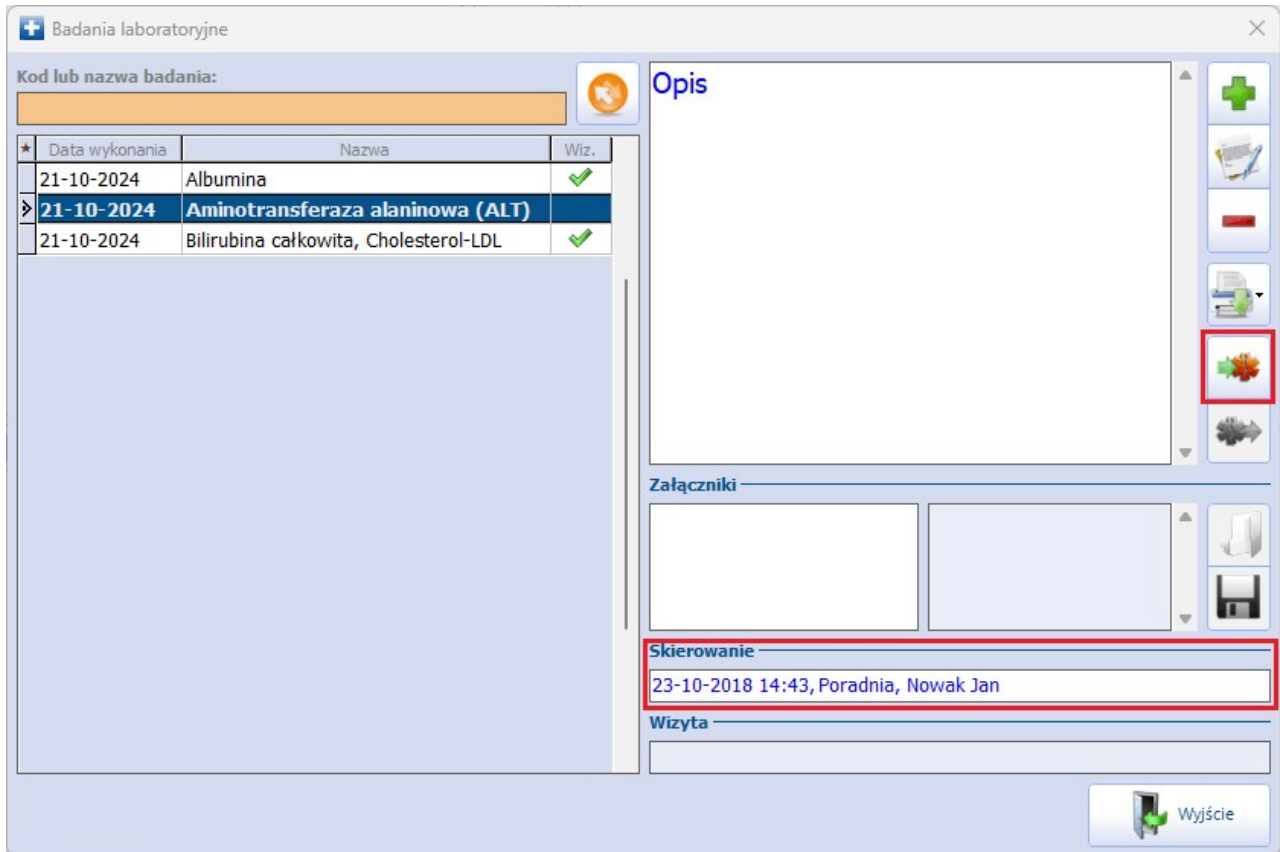 Badania laboratoryjne
Kod lub nazwa badania:
Data wykonania Nazwa Wiz.
21-10-2024 Albumina
21-10-2024 Aminotransferaza alaninowa (ALT)
21-10-2024 Bilirubina całkowita, Cholesterol-LDL
Opis
Załączniki
Skierowanie
23-10-2018 14:43, Poradnia, Nowak Jan
Wizyta
Wyjście